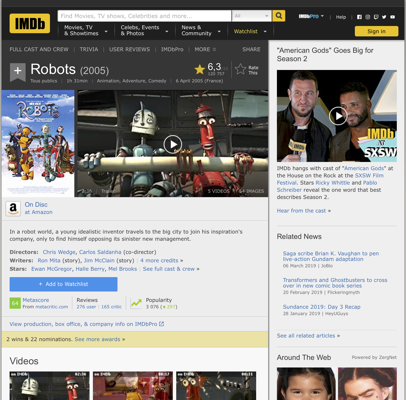 IMDb
Find Movies, TV shows, Celebrities and more...
All
IMDbPro
Help
Movies, TV & Showtimes
Celebs, Events & Photos
News & Community
Watchlist
Sign in
FULL CAST AND CREW | TRIVIA | USER REVIEWS | IMDbPro | MORE
SHARE
Robots (2005)
6,3
Rate This
Tous publics | 1h 31min | Animation, Adventure, Comedy | 6 April 2005 (France)
ROBOTS
5 VIDEOS
IMAGES
On Disc
at Amazon
In a robot world, a young idealistic inventor travels to the big city to join his inspiration's
company, only to find himself opposing its sinister new management.
Directors: Chris Wedge, Carlos Saldanha (co-director)
Writers: Ron Mita (story), Jim McClain (story) | 4 more credits »
Stars: Ewan McGregor, Halle Berry, Mel Brooks | See full cast & crew »
+ Add to Watchlist
64
Metascore
From metacritic.com
Reviews
276 user | 165 critic
Popularity
View production, box office, & company info on IMDbPro
2 wins & 22 nominations. See more awards »
Videos
"American Gods" Goes Big for
Season 2
IMDb
at
SXSW
IMDb hangs with cast of "American Gods" at
the House on the Rock at the SXSW Film
Festival. Stars Ricky Whittle and Pablo
Schreiber reveal the one word that best
describes Season 2.
Hear from the cast »
Related News
Saga scribe Brian K. Vaughan to pen
live-action Gundam adaptation
06 March 2019 | JoBlo
Transformers and Ghostbusters to cross
over in new comic book series
20 February 2019 | Flickeringmyth
Sundance 2019: Day 3 Recap
28 January 2019 | HeyUGuys
See all related articles »
Around The Web
Powered by ZergNet